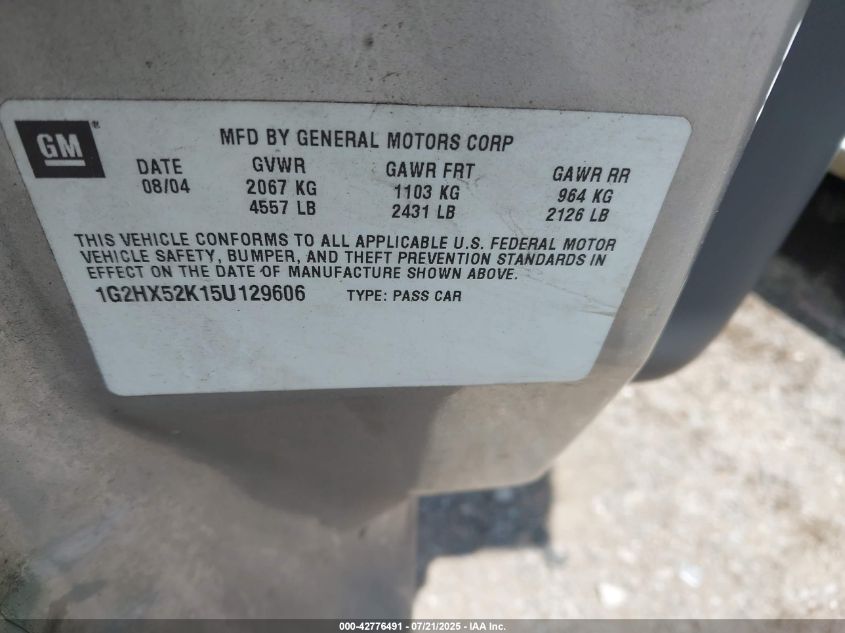 GM®
MFD BY GENERAL MOTORS CORP
DATE GVWR GAWR FRT GAWR RR
08/04 2067 KG 1103 KG 964 KG
4557 LB 2431 LB 2126 LB
THIS VEHICLE CONFORMS TO ALL APPLICABLE U.S. FEDERAL MOTOR
VEHICLE SAFETY, BUMPER, AND THEFT PREVENTION STANDARDS IN
EFFECT ON THE DATE OF MANUFACTURE SHOWN ABOVE.
1G2HX52K15U129606 TYPE: PASS CAR
000-42776491 - 07/21/2025 - IAA Inc.